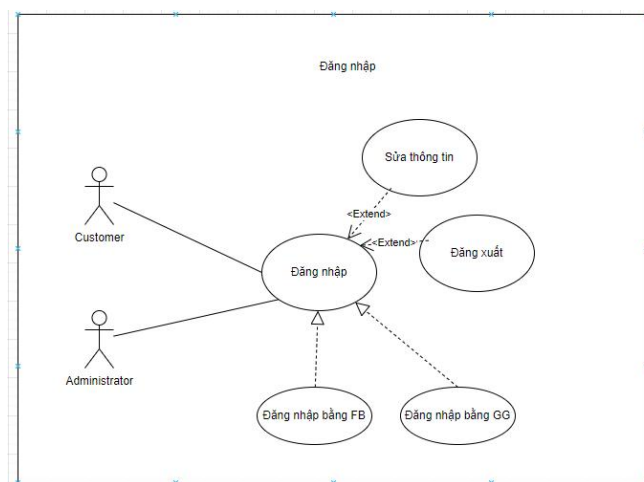 Đăng nhập
Sửa thông tin
<Extend>
Customer
<Extend>
Đăng xuất
Đăng nhập
Administrator
Đăng nhập bằng FB
Đăng nhập bằng GG